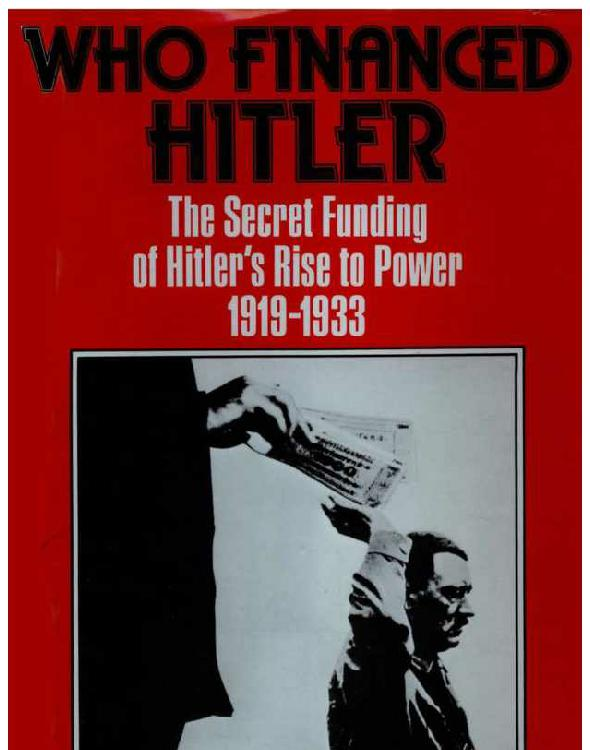 WHO FINANCED
HITLER
The Secret Funding
of Hitler's Rise to Power
1919-1933